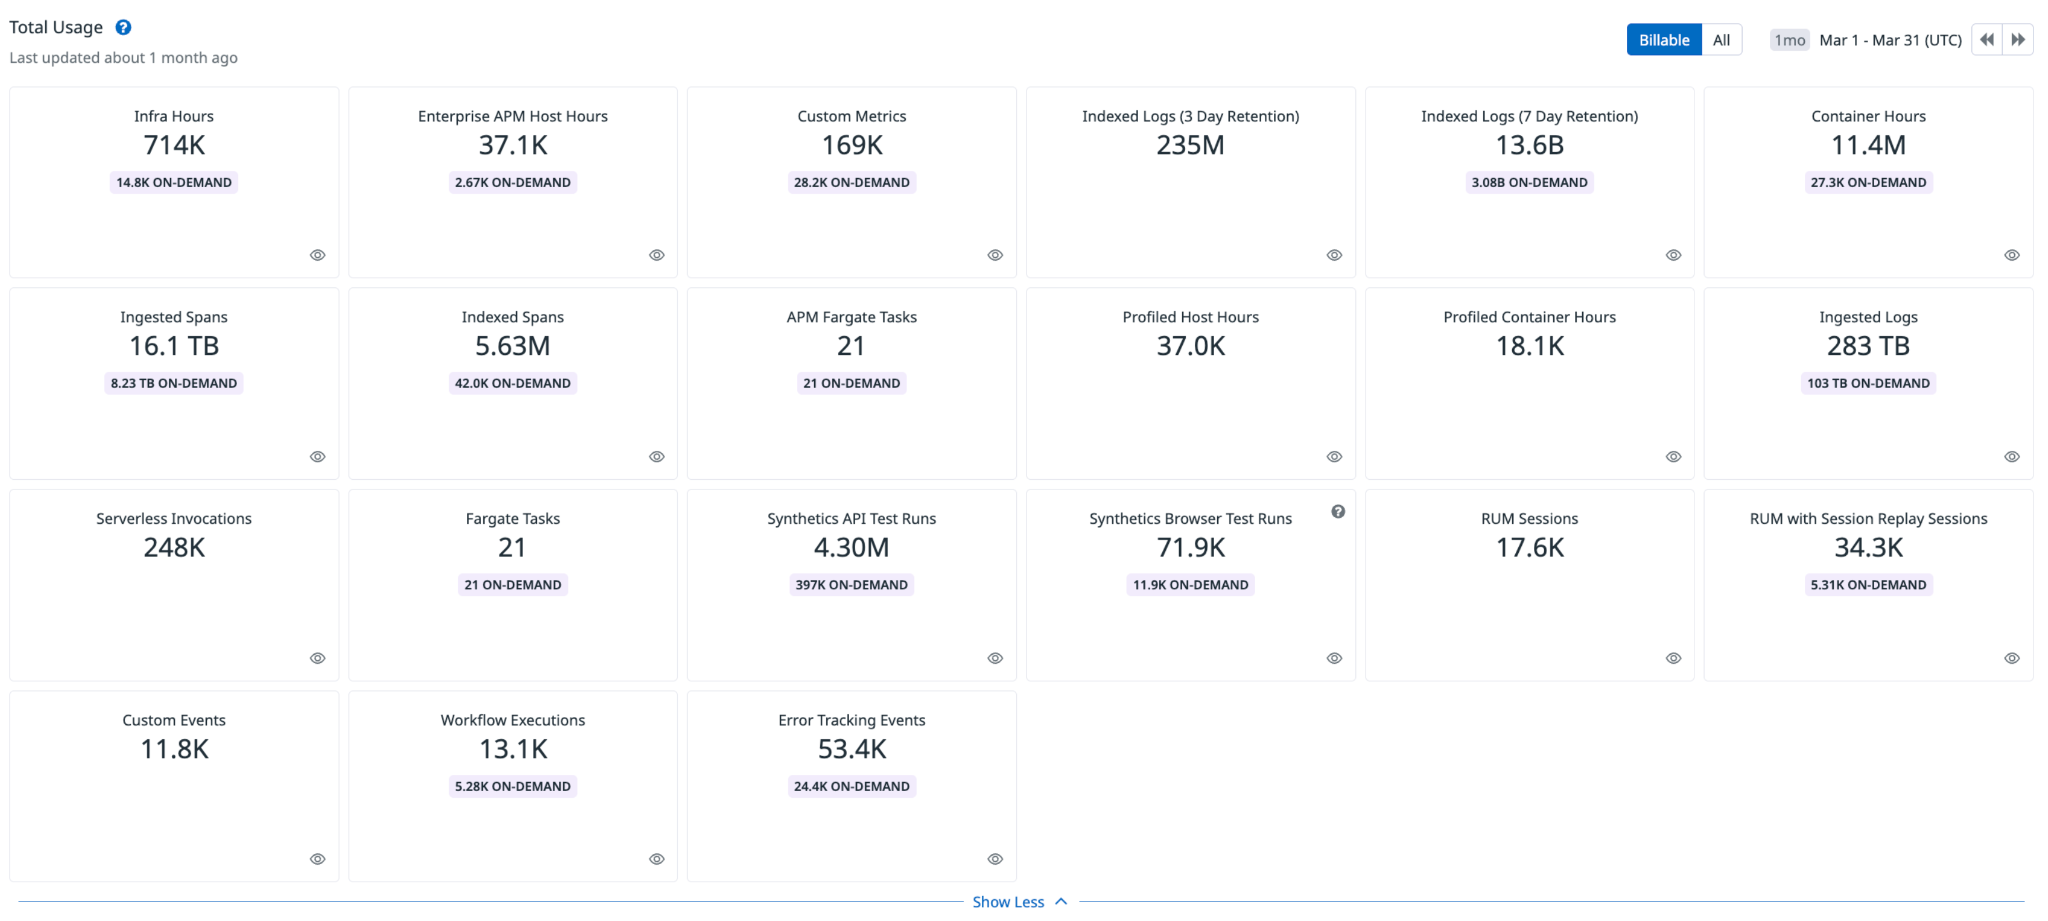 Total Usage ?
Last updated about 1 month ago
Billable All 1mo Mar 1 - Mar 31 (UTC)
Infra Hours
714K
14.8K ON-DEMAND
Enterprise APM Host Hours
37.1K
2.67K ON-DEMAND
Custom Metrics
169K
28.2K ON-DEMAND
Indexed Logs (3 Day Retention)
235M
Indexed Logs (7 Day Retention)
13.6B
3.08B ON-DEMAND
Container Hours
11.4M
27.3K ON-DEMAND
Ingested Spans
16.1 TB
8.23 TB ON-DEMAND
Indexed Spans
5.63M
42.0K ON-DEMAND
APM Fargate Tasks
21
21 ON-DEMAND
Profiled Host Hours
37.0K
Profiled Container Hours
18.1K
Ingested Logs
283 TB
103 TB ON-DEMAND
Serverless Invocations
248K
Fargate Tasks
21
21 ON-DEMAND
Synthetics API Test Runs
4.30M
397K ON-DEMAND
Synthetics Browser Test Runs ?
71.9K
11.9K ON-DEMAND
RUM Sessions
17.6K
RUM with Session Replay Sessions
34.3K
5.31K ON-DEMAND
Custom Events
11.8K
Workflow Executions
13.1K
5.28K ON-DEMAND
Error Tracking Events
53.4K
24.4K ON-DEMAND
Show Less